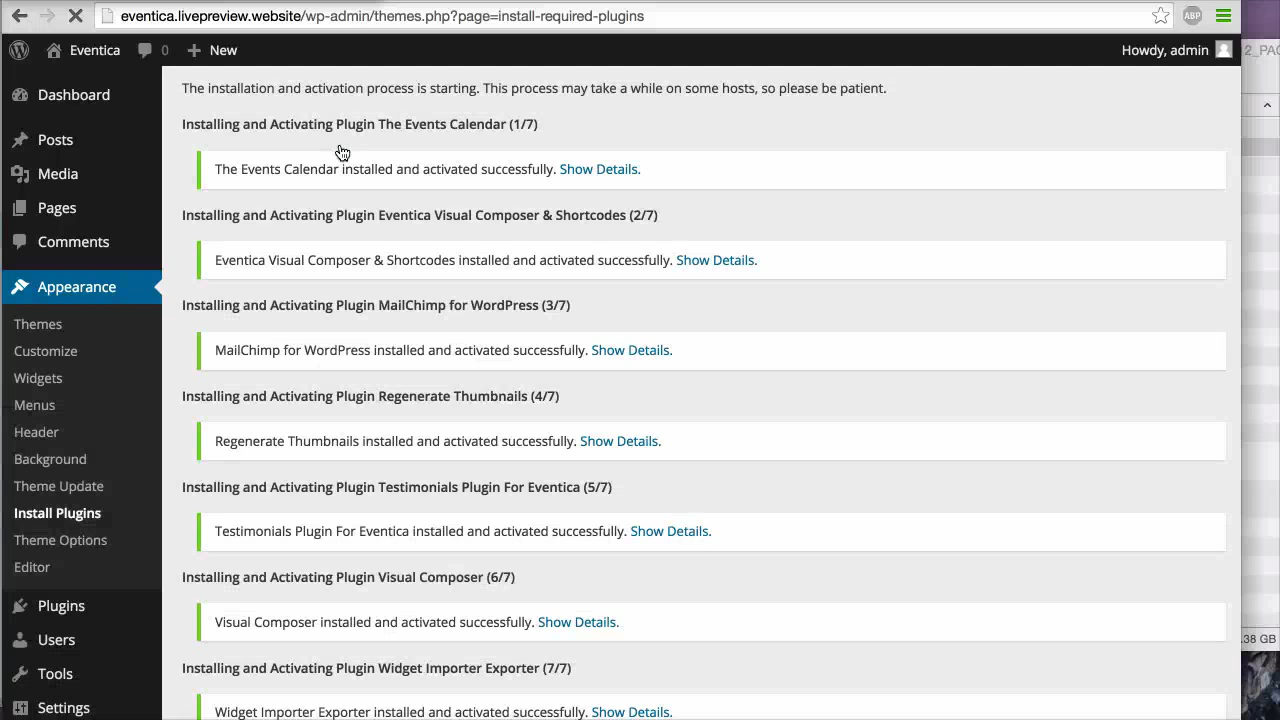 eventica.livepreview.website/wp-admin/themes.php?page=install-required-plugins
ABP
Eventica
0
New
Howdy, admin
Dashboard
Posts
Media
Pages
Comments
Appearance
Themes
Customize
Widgets
Menus
Header
Background
Theme Update
Install Plugins
Theme Options
Editor
Plugins
Users
Tools
Settings
The installation and activation process is starting. This process may take a while on some hosts, so please be patient.
Installing and Activating Plugin The Events Calendar (1/7)
The Events Calendar installed and activated successfully. Show Details.
Installing and Activating Plugin Eventica Visual Composer & Shortcodes (2/7)
Eventica Visual Composer & Shortcodes installed and activated successfully. Show Details.
Installing and Activating Plugin MailChimp for WordPress (3/7)
MailChimp for WordPress installed and activated successfully. Show Details.
Installing and Activating Plugin Regenerate Thumbnails (4/7)
Regenerate Thumbnails installed and activated successfully. Show Details.
Installing and Activating Plugin Testimonials Plugin For Eventica (5/7)
Testimonials Plugin For Eventica installed and activated successfully. Show Details.
Installing and Activating Plugin Visual Composer (6/7)
Visual Composer installed and activated successfully. Show Details.
Installing and Activating Plugin Widget Importer Exporter (7/7)
Widget Importer Exporter installed and activated successfully. Show Details.
2_PAC
.38 GB